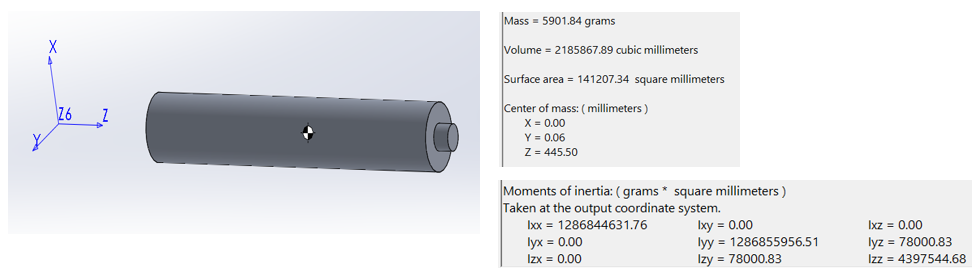 X
Z6
Z
Y
Mass = 5901.84 grams
Volume = 2185867.89 cubic millimeters
Surface area = 141207.34 square millimeters
Center of mass: ( millimeters )
X = 0.00
Y = 0.06
Z = 445.50
Moments of inertia: ( grams * square millimeters )
Taken at the output coordinate system.
Ixx = 1286844631.76 Ixy = 0.00 Ixz = 0.00
Iyx = 0.00 Iyy = 1286855956.51 Iyz = 78000.83
Izx = 0.00 Izy = 78000.83 Izz = 4397544.68